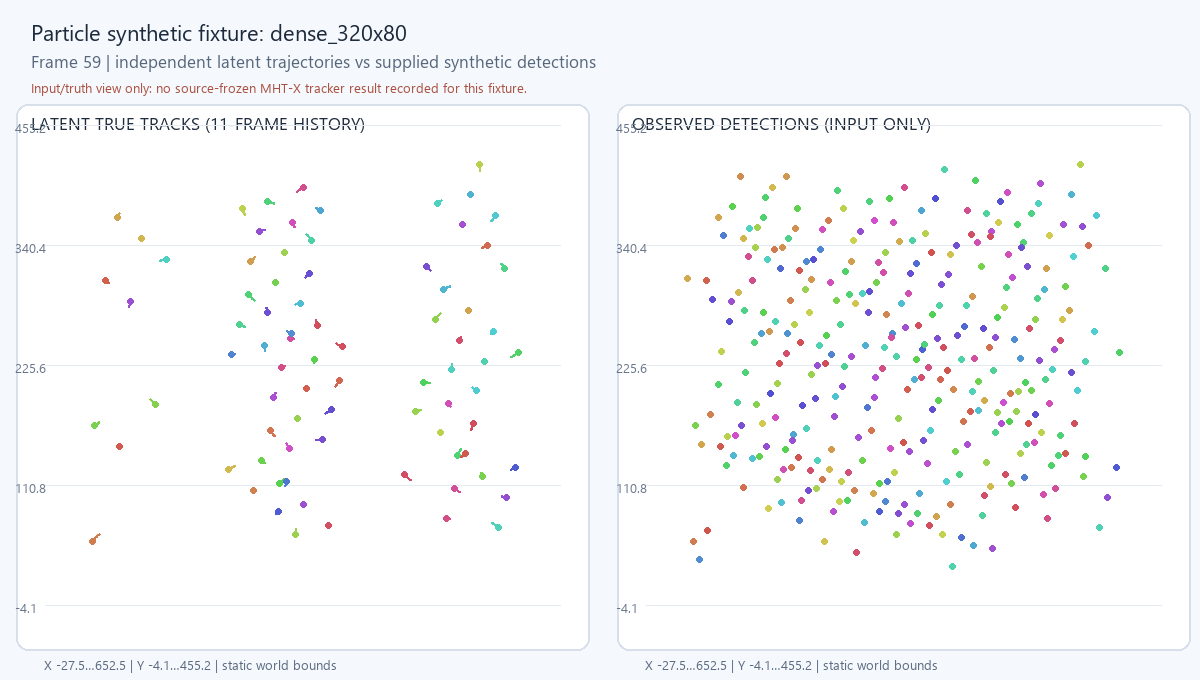 Particle synthetic fixture: dense_320x80
Frame 59 | independent latent trajectories vs supplied synthetic detections
Input/truth view only: no source-frozen MHT-X tracker result recorded for this fixture.
LATENT TRUE TRACKS (11-FRAME HISTORY)
455.2
340.4
225.6
110.8
-4.1
X -27.5...652.5 | Y -4.1...455.2 | static world bounds
OBSERVED DETECTIONS (INPUT ONLY)
455.2
340.4
225.6
110.8
-4.1
X -27.5...652.5 | Y -4.1...455.2 | static world bounds